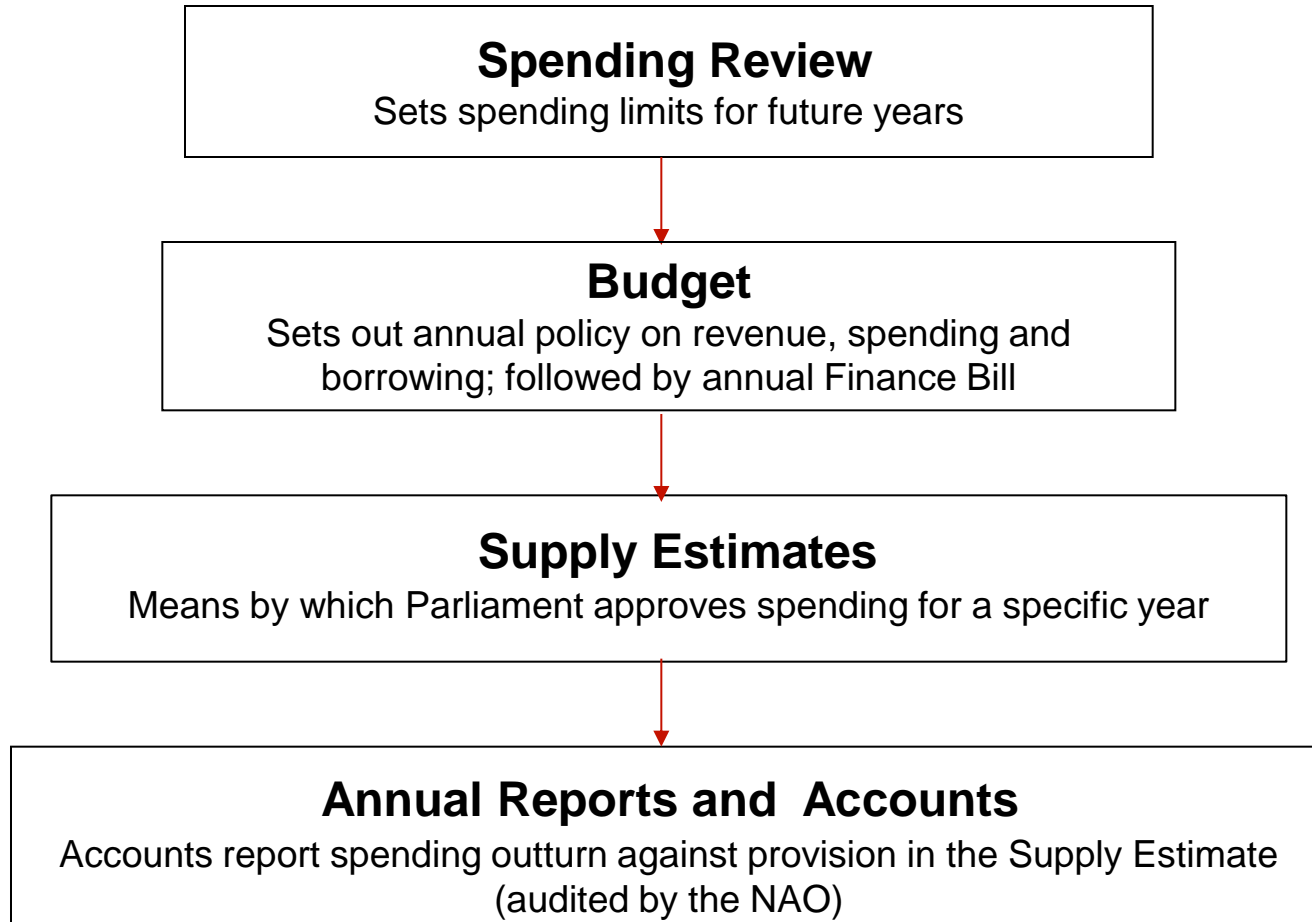 Spending Review
Sets spending limits for future years
Budget
Sets out annual policy on revenue, spending and
borrowing; followed by annual Finance Bill
Supply Estimates
Means by which Parliament approves spending for a specific year
Annual Reports and  Accounts
Accounts report spending outturn against provision in the Supply Estimate
(audited by the NAO)